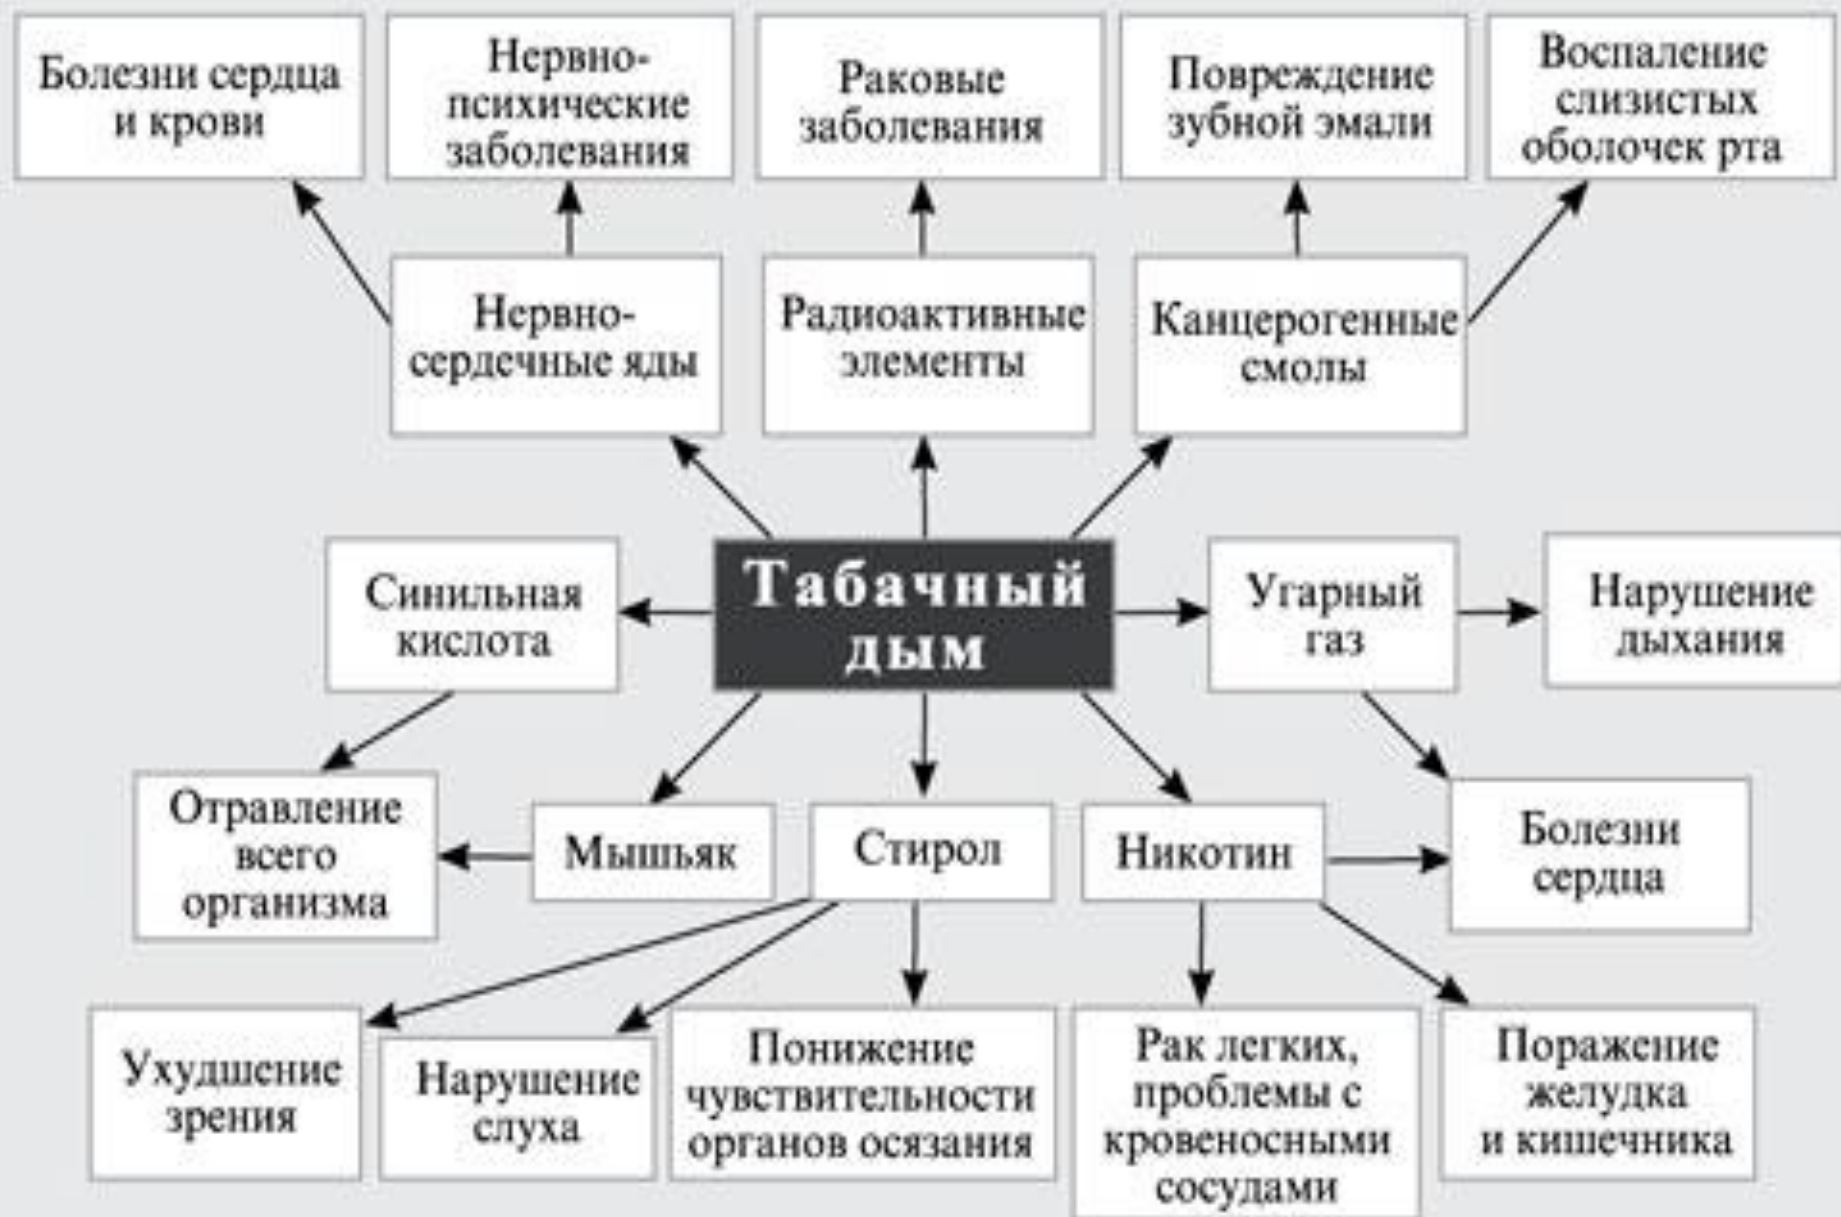 Болезни сердца
и крови
Нервно-
психические
заболевания
Раковые
заболевания
Повреждение
зубной эмали
Воспаление
слизистых
оболочек рта
Нервно-
сердечные яды
Радиоактивные
элементы
Канцерогенные
смолы
Синильная
кислота
Табачный
дым
Угарный
газ
Нарушение
дыхания
Отравление
всего
организма
Мышьяк
Стирол
Никотин
Болезни
сердца
Ухудшение
зрения
Нарушение
слуха
Понижение
чувствительности
органов осязания
Рак легких,
проблемы с
кровеносными
сосудами
Поражение
желудка
и кишечника